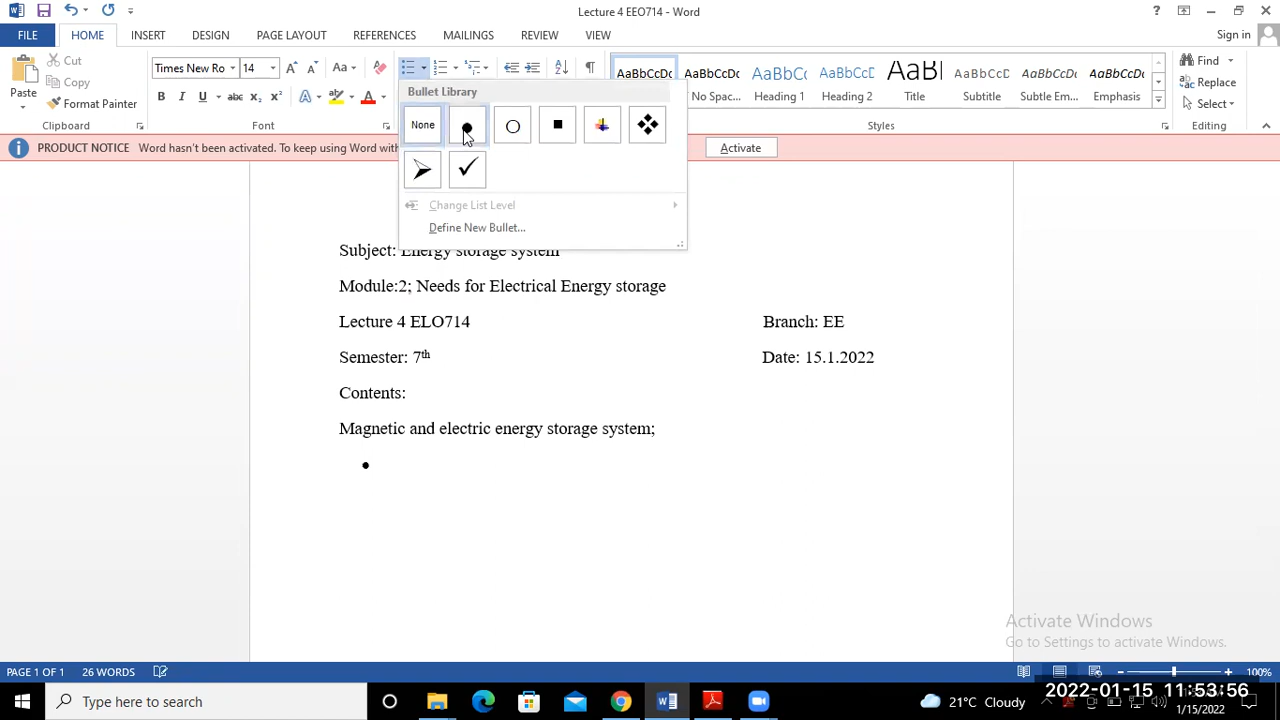 Lecture 4 EEO714 - Word
FILE HOME INSERT DESIGN PAGE LAYOUT REFERENCES MAILINGS REVIEW VIEW Sign in
Cut
Copy
Format Painter
Paste
Clipboard
Times New Ro 14 Aa
B I U abc x₂ x² A A
Font
AaBbCcDc AaBbCcDc AaBbCc AaBbCc AaBb( AaBbCcDc AaBbCcDc AaBbCcDc
No Spac... Heading 1 Heading 2 Title Subtitle Subtle Em... Emphasis
Styles
Find
Replace
Select
Editing
PRODUCT NOTICE Word hasn't been activated. To keep using Word with Activate
Bullet Library
None
Change List Level
Define New Bullet...
Subject: Energy storage system
Module:2; Needs for Electrical Energy storage
Lecture 4 ELO714 Branch: EE
Semester: 7th Date: 15.1.2022
Contents:
Magnetic and electric energy storage system;
•
Activate Windows
Go to Settings to activate Windows.
PAGE 1 OF 1 26 WORDS 100%
Type here to search
21°C Cloudy
2022-01-15 11:53:56
1/15/2022